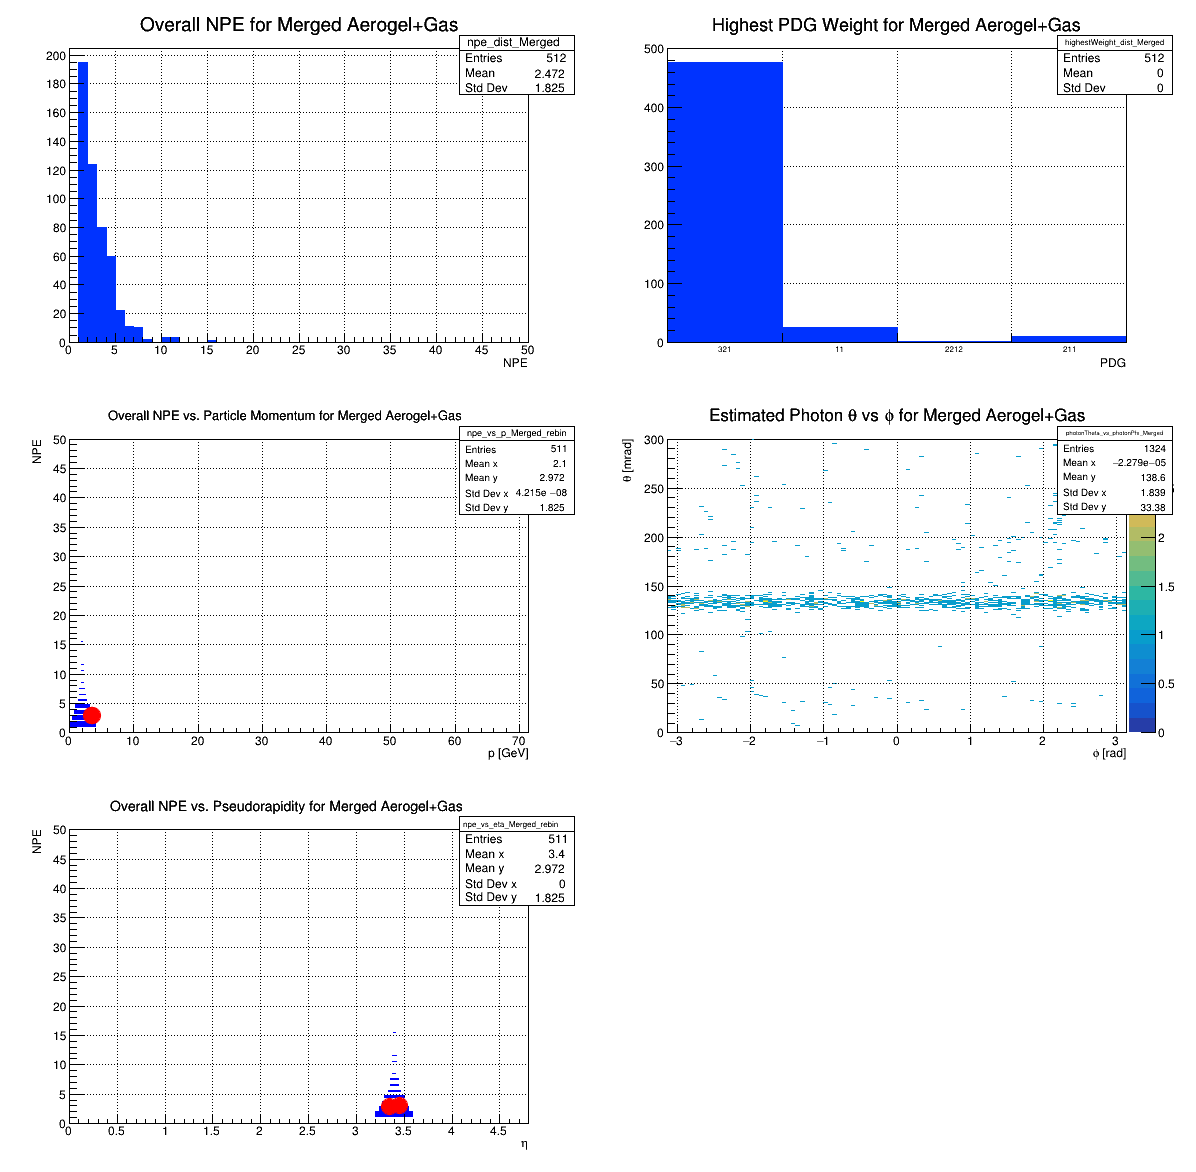 Overall NPE for Merged Aerogel+Gas
npe_dist_Merged
Entries 512
Mean 2.472
Std Dev 1.825
200
180
160
140
120
100
80
60
40
20
0
0 5 10 15 20 25 30 35 40 45 50
NPE
Highest PDG Weight for Merged Aerogel+Gas
highestWeight_dist_Merged
Entries 512
Mean 0
Std Dev 0
500
400
300
200
100
0
321 11 2212 211
PDG
Overall NPE vs. Particle Momentum for Merged Aerogel+Gas
npe_vs_p_Merged_rebin
Entries 511
Mean x 2.1
Mean y 2.972
Std Dev x 4.215e −08
Std Dev y 1.825
NPE
50
45
40
35
30
25
20
15
10
5
0
0 10 20 30 40 50 60 70
p [GeV]
Estimated Photon θ vs ϕ for Merged Aerogel+Gas
photonTheta_vs_photonPhi_Merged
Entries 1324
Mean x −2.279e−05
Mean y 138.6
Std Dev x 1.839
Std Dev y 33.38
θ [mrad]
300
250
200
150
100
50
0
−3 −2 −1 0 1 2 3
ϕ [rad]
2
1.5
1
0.5
0
Overall NPE vs. Pseudorapidity for Merged Aerogel+Gas
npe_vs_eta_Merged_rebin
Entries 511
Mean x 3.4
Mean y 2.972
Std Dev x 0
Std Dev y 1.825
NPE
50
45
40
35
30
25
20
15
10
5
0
0 0.5 1 1.5 2 2.5 3 3.5 4 4.5
η